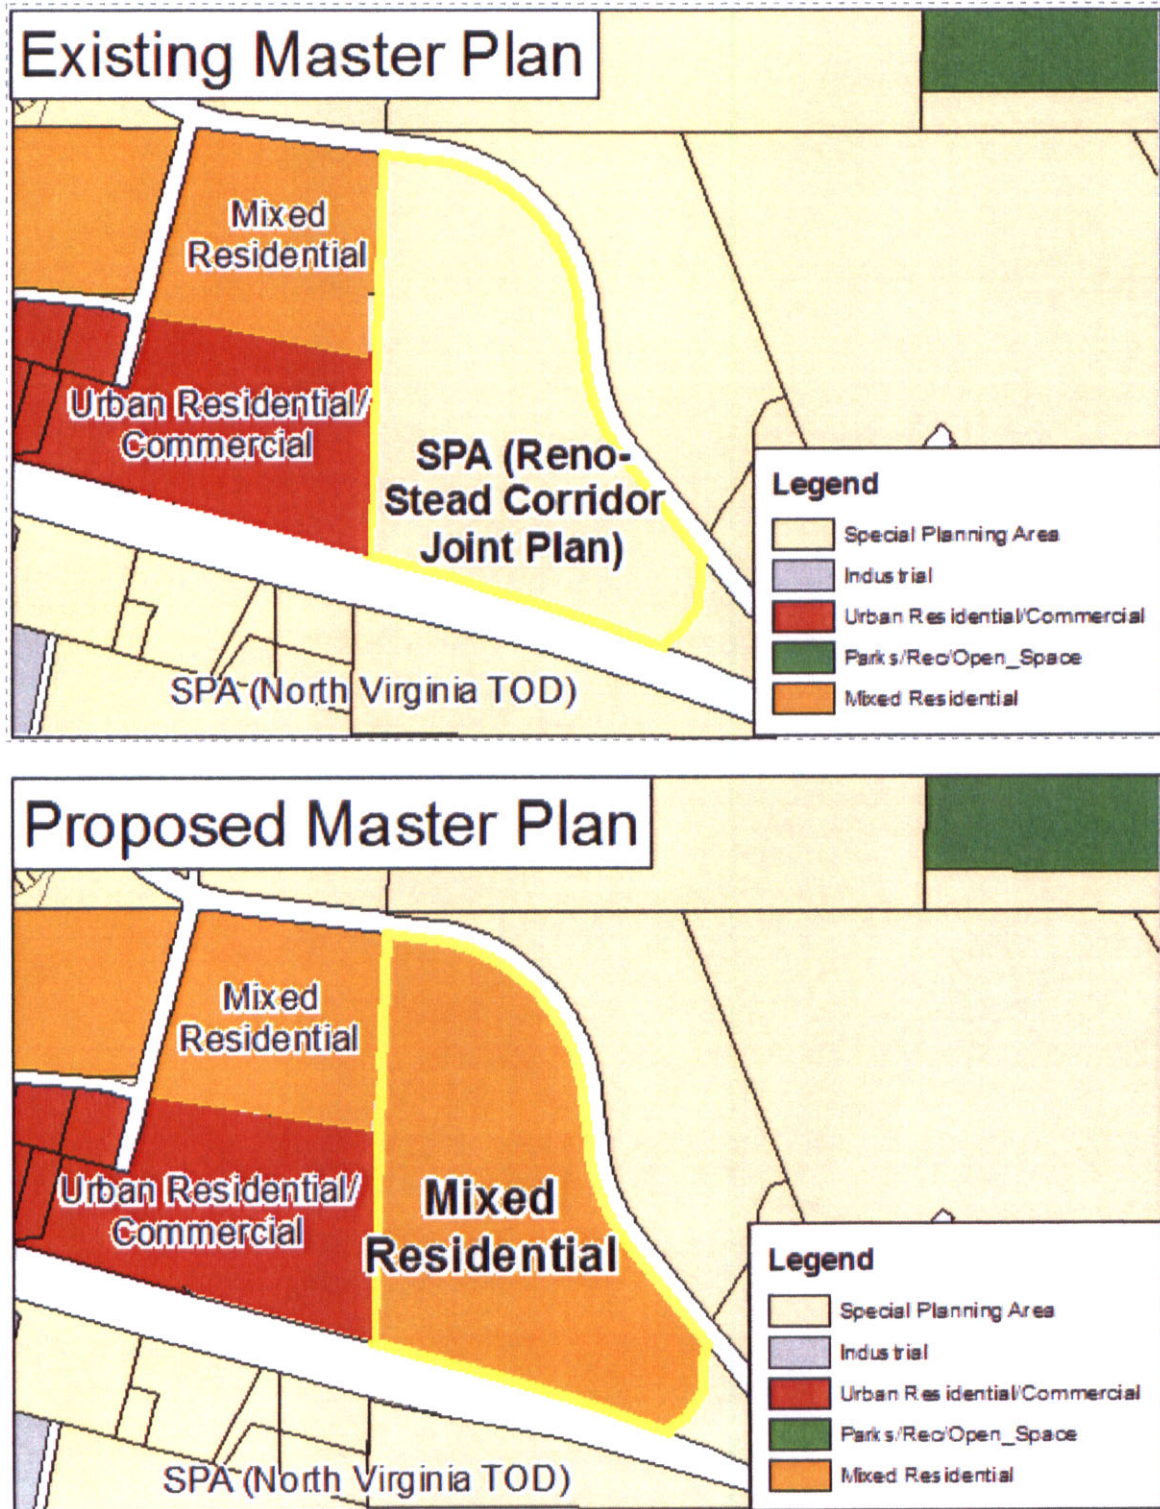 Existing Master Plan
Mixed
Residential
Urban Residential/
Commercial
SPA (Reno-
Stead Corridor
Joint Plan)
SPA (North Virginia TOD)
Legend
Special Planning Area
Industrial
Urban Residential/Commercial
Parks/Rec/Open_Space
Mixed Residential
Proposed Master Plan
Mixed
Residential
Urban Residential/
Commercial
Mixed
Residential
SPA (North Virginia TOD)
Legend
Special Planning Area
Industrial
Urban Residential/Commercial
Parks/Rec/Open_Space
Mixed Residential